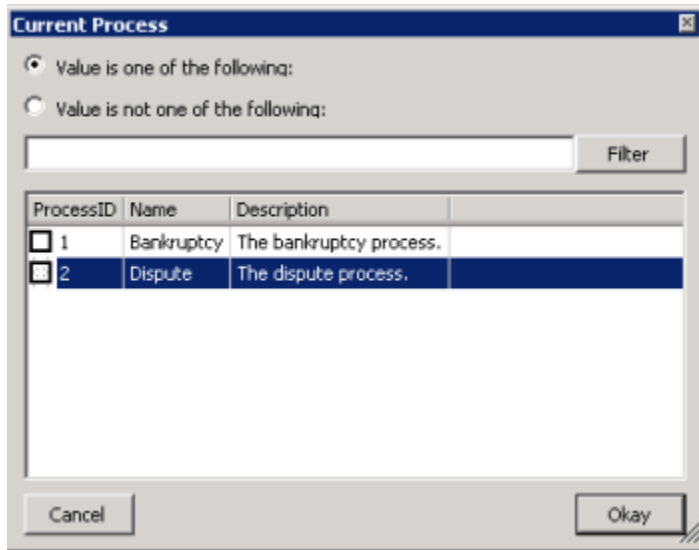 Current Process
Value is one of the following:
Value is not one of the following:
Filter
ProcessID Name Description
1 Bankruptcy The bankruptcy process.
2 Dispute The dispute process.
Cancel Okay